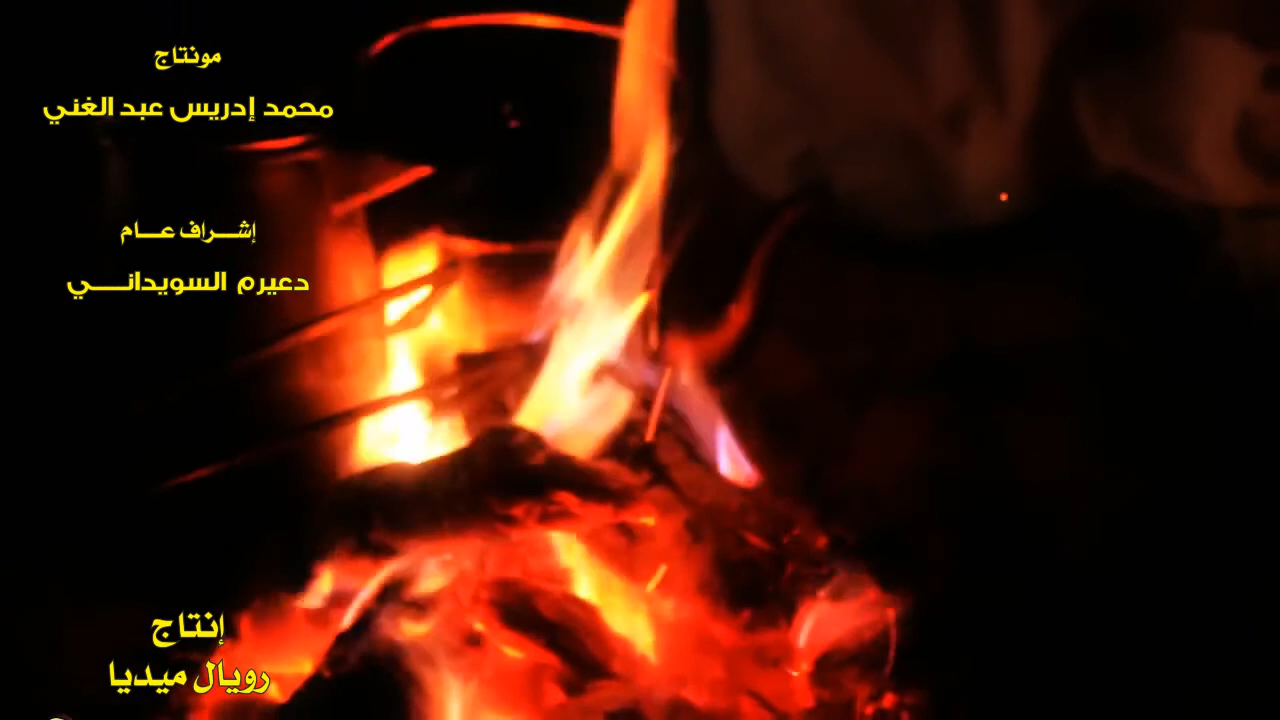 مونتاج
محمد إدريس عبد الغني
إشـــراف عـــام
دعيرم السويدانـــــي
إنتاج
رويال ميديا